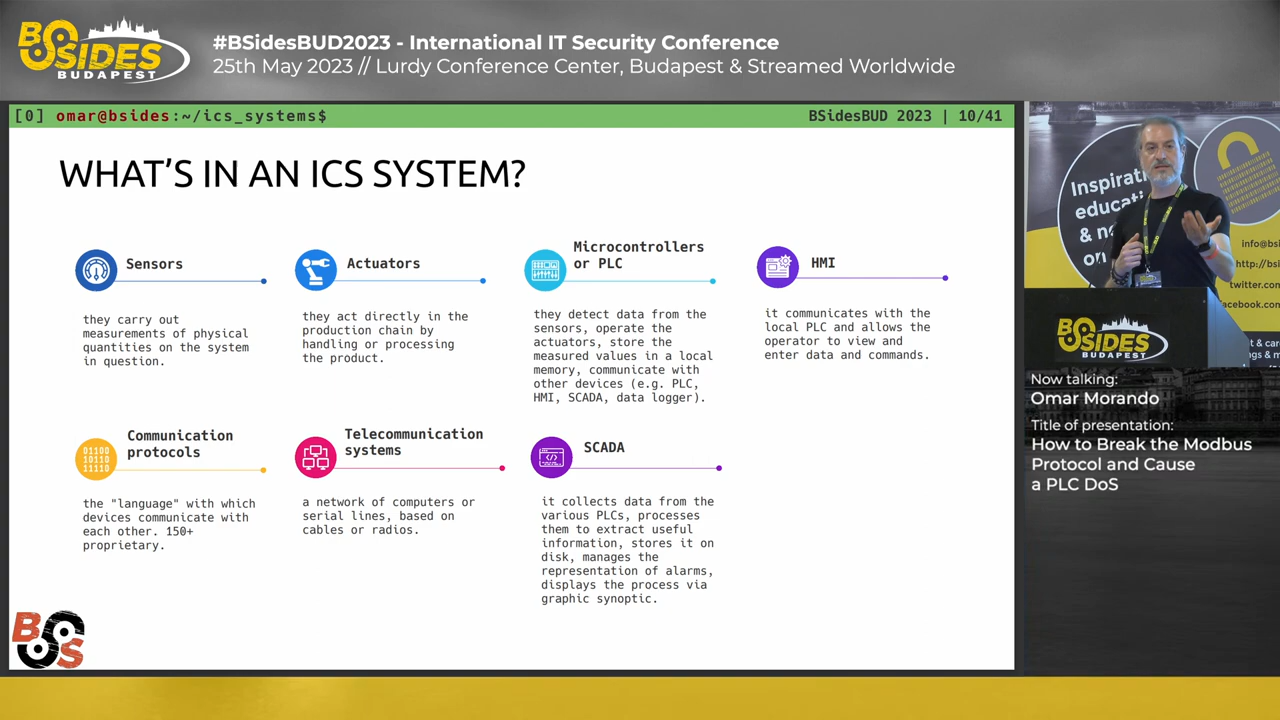 BSIDES
BUDAPEST
#BSidesBUD2023 - International IT Security Conference
25th May 2023 // Lurdy Conference Center, Budapest & Streamed Worldwide
[0] omar@bsides:~/ics_systems$
BSidesBUD 2023 | 10/41
WHAT'S IN AN ICS SYSTEM?
Sensors
they carry out
measurements of physical
quantities on the system
in question.
Actuators
they act directly in the
production chain by
handling or processing
the product.
Microcontrollers
or PLC
they detect data from the
sensors, operate the
actuators, store the
measured values in a local
memory, communicate with
other devices (e.g. PLC,
HMI, SCADA, data logger).
HMI
it communicates with the
local PLC and allows the
operator to view and
enter data and commands.
01100
10110
11110
Communication
protocols
the "language" with which
devices communicate with
each other. 150+
proprietary.
Telecommunication
systems
a network of computers or
serial lines, based on
cables or radios.
SCADA
it collects data from the
various PLCs, processes
them to extract useful
information, stores it on
disk, manages the
representation of alarms,
displays the process via
graphic synoptic.
BSIDES
BUDAPEST
Now talking:
Omar Morando
Title of presentation:
How to Break the Modbus
Protocol and Cause
a PLC DoS